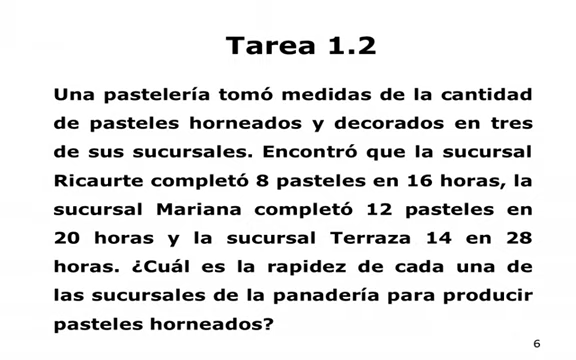 Tarea 1.2
Una pastelería tomó medidas de la cantidad
de pasteles horneados y decorados en tres
de sus sucursales. Encontró que la sucursal
Ricaurte completó 8 pasteles en 16 horas, la
sucursal Mariana completó 12 pasteles en
20 horas y la sucursal Terraza 14 en 28
horas. ¿Cuál es la rapidez de cada una de
las sucursales de la panadería para producir
pasteles horneados?
6